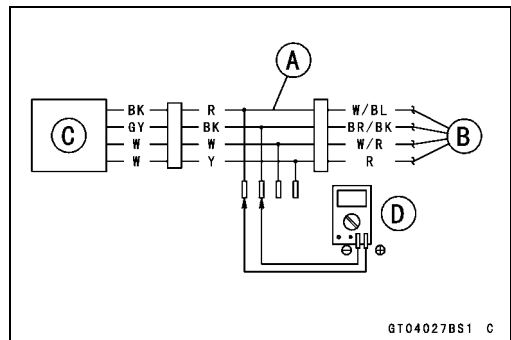 A
BK R W/BL
GY BK BR/BK
C B
W W W/R
W Y R
D
⊖ ⊕
GT04027BS1 C